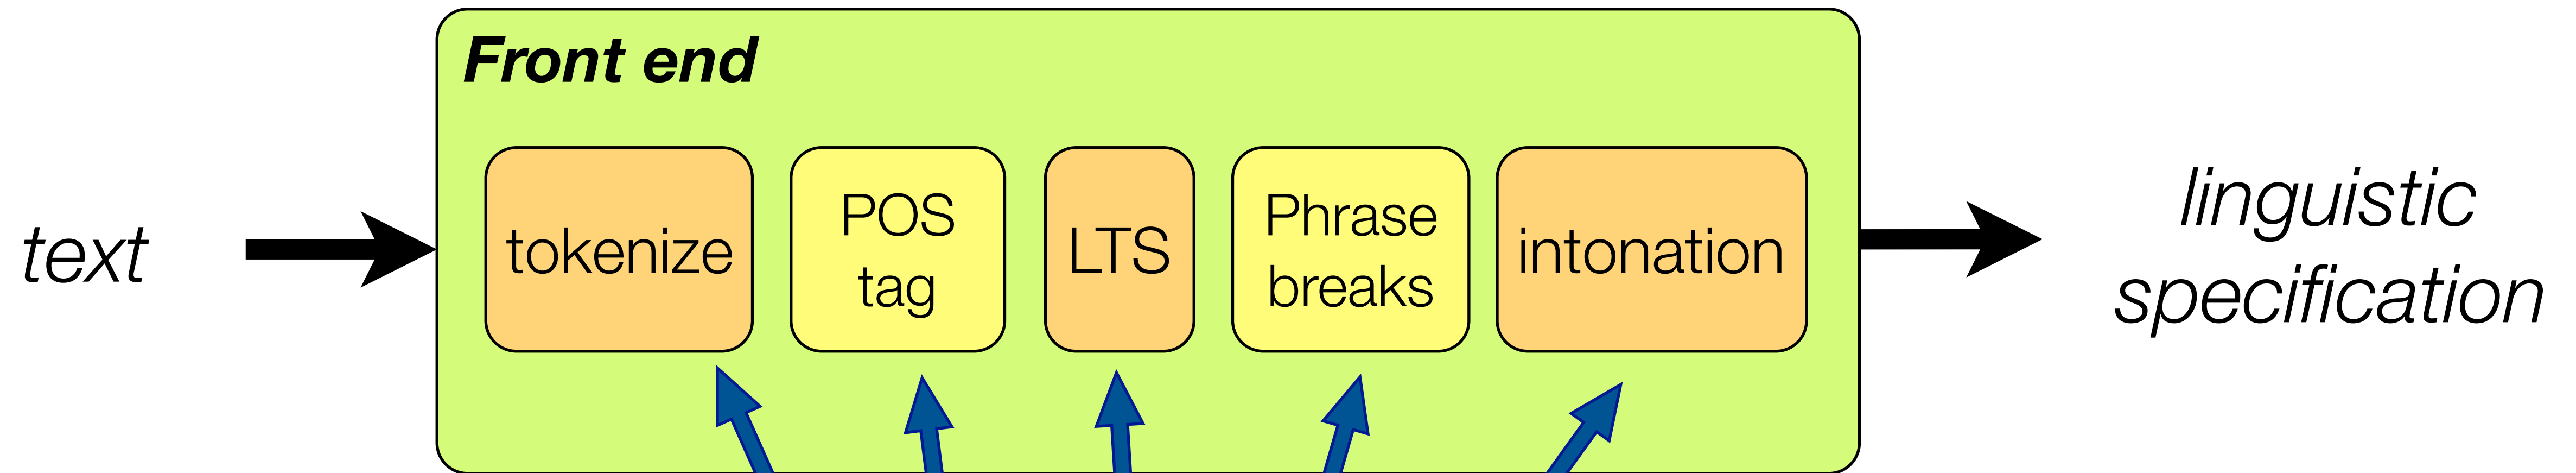 Front end
text
tokenize
POS
tag
LTS
Phrase
breaks
intonation
linguistic
specification